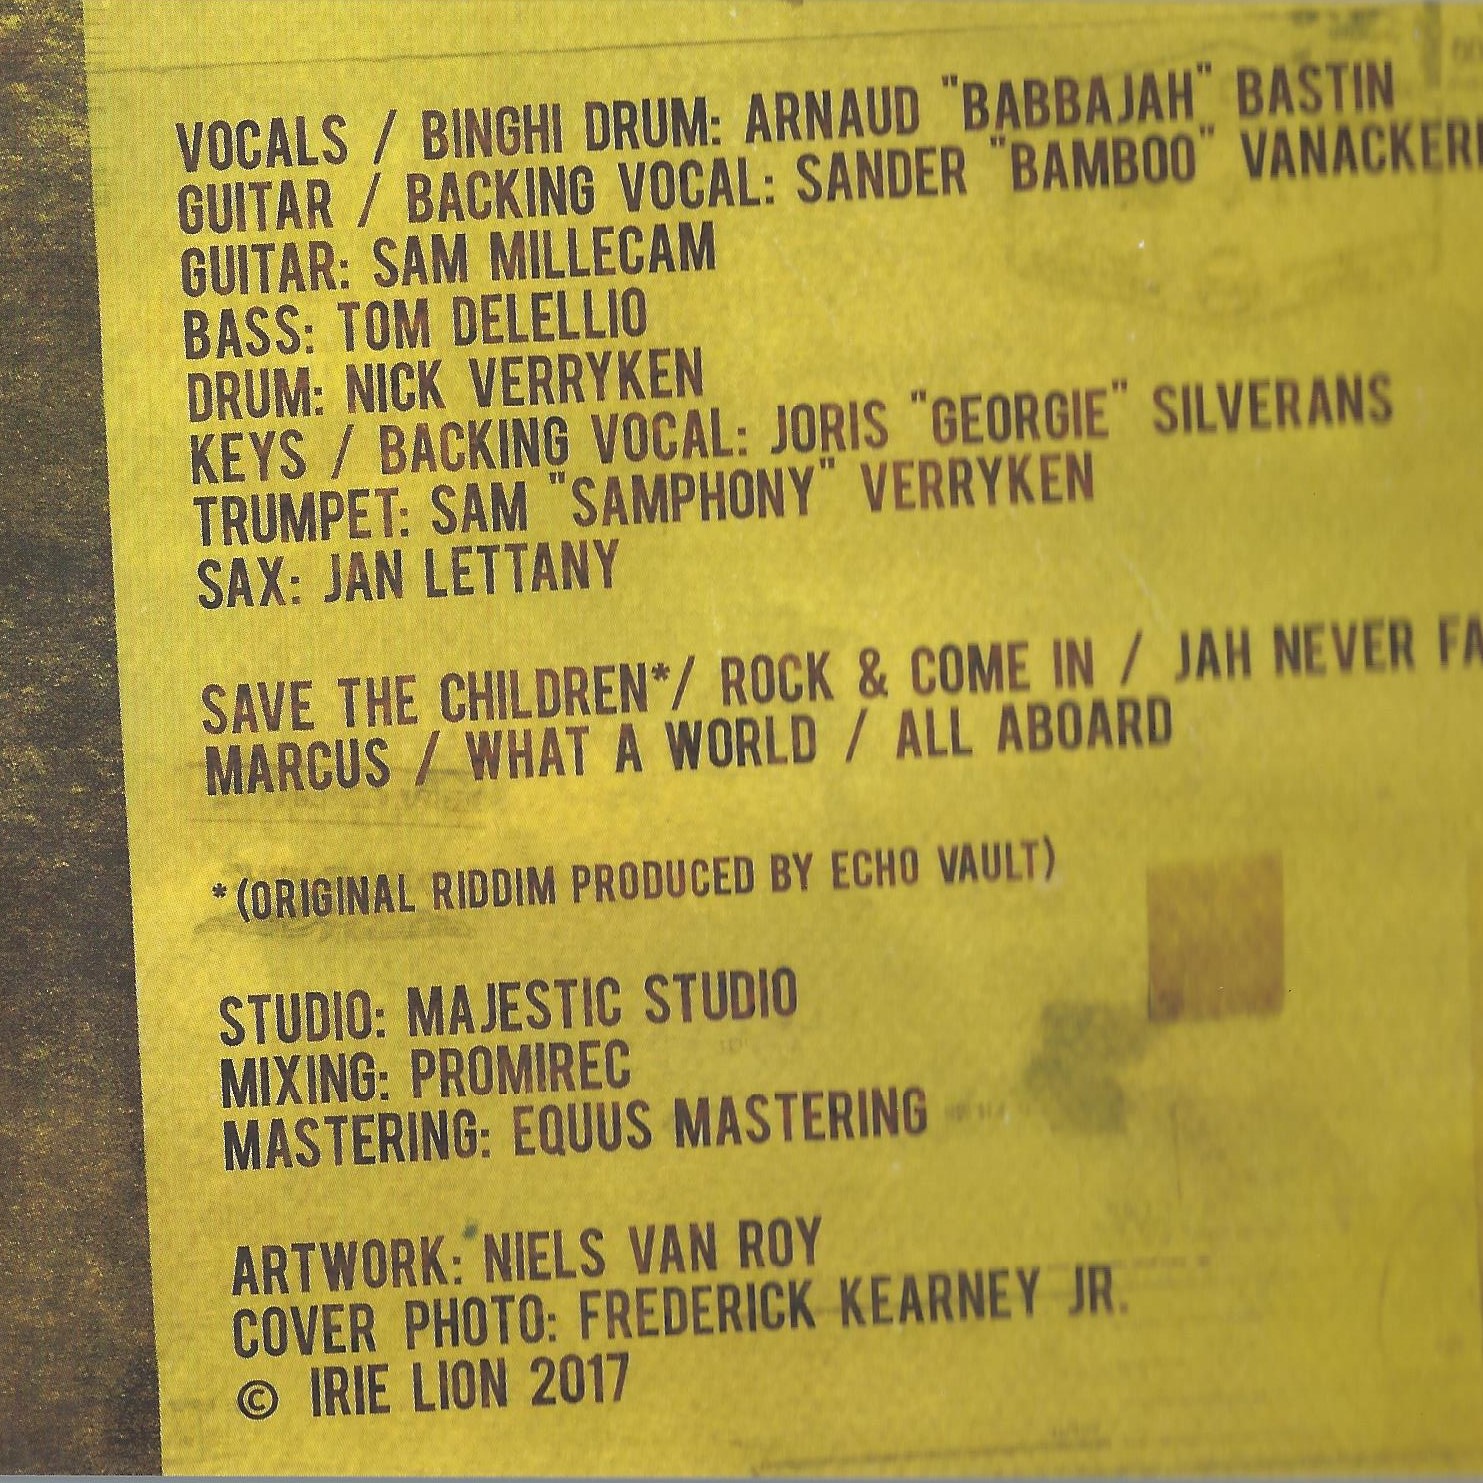 VOCALS / BINGHI DRUM: ARNAUD "BABBAJAH" BASTIN
GUITAR / BACKING VOCAL: SANDER "BAMBOO"
GUITAR: SAM MILLECAM
BASS: TOM DELELLIO
DRUM: NICK VERRYKEN
KEYS / BACKING VOCAL: JORIS "GEORGIE" SILVERANS
TRUMPET: SAM "SAMPHONY" VERRYKEN
SAX: JAN LETTANY
SAVE THE CHILDREN*/ ROCK & COME IN / JAH NEVER
MARCUS / WHAT A WORLD / ALL ABOARD
*(ORIGINAL RIDDIM PRODUCED BY ECHO VAULT)
STUDIO: MAJESTIC STUDIO
MIXING: PROMIREC
MASTERING: EQUUS MASTERING
ARTWORK: NIELS VAN ROY
COVER PHOTO: FREDERICK KEARNEY JR.
© IRIE LION 2017